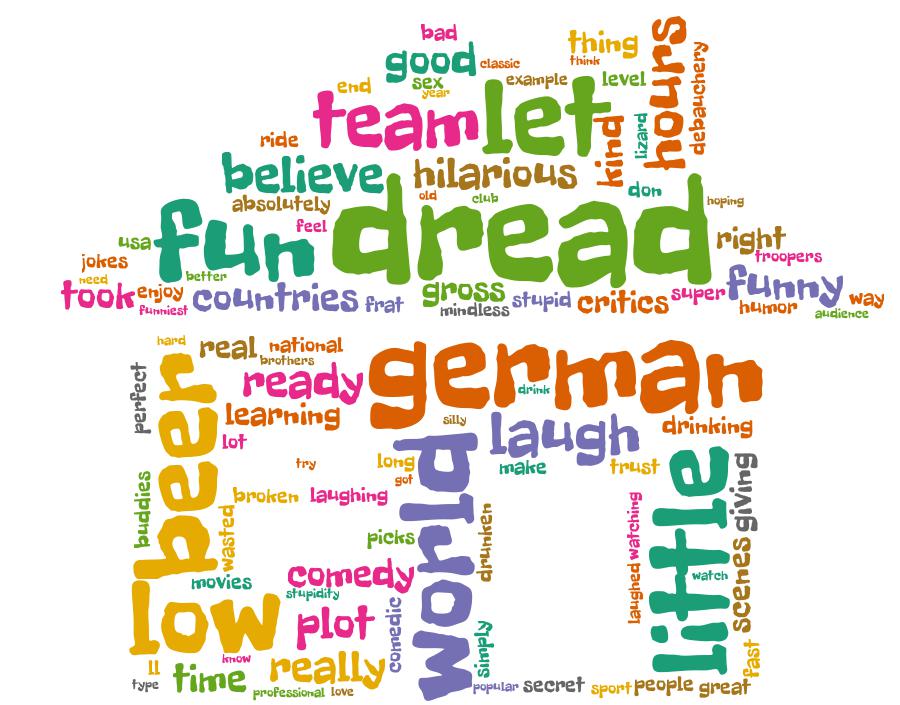 bad
thing
hours
good
classic
think
end
sex
year
example
level
debauchery
team
let
kind
lizard
ride
believe
hilarious
absolutely
old
club
don
hoping
usa
fun
feel
dread
right
troopers
jokes
need
better
took
enjoy
funniest
countries
frat
gross
mindless
stupid
critics
super
funny
humor
way
audience
hard
real
national
brothers
german
perfect
beer
ready
drink
learning
silly
laugh
drinking
lot
try
long
got
make
trust
little
giving
buddies
broken
laughing
wasted
world
drunken
watching
picks
movies
comedy
stupidity
laughed
watch
scenes
low
plot
comedic
simply
ll
know
really
fast
type
time
professional
love
popular
secret
sport
people
great